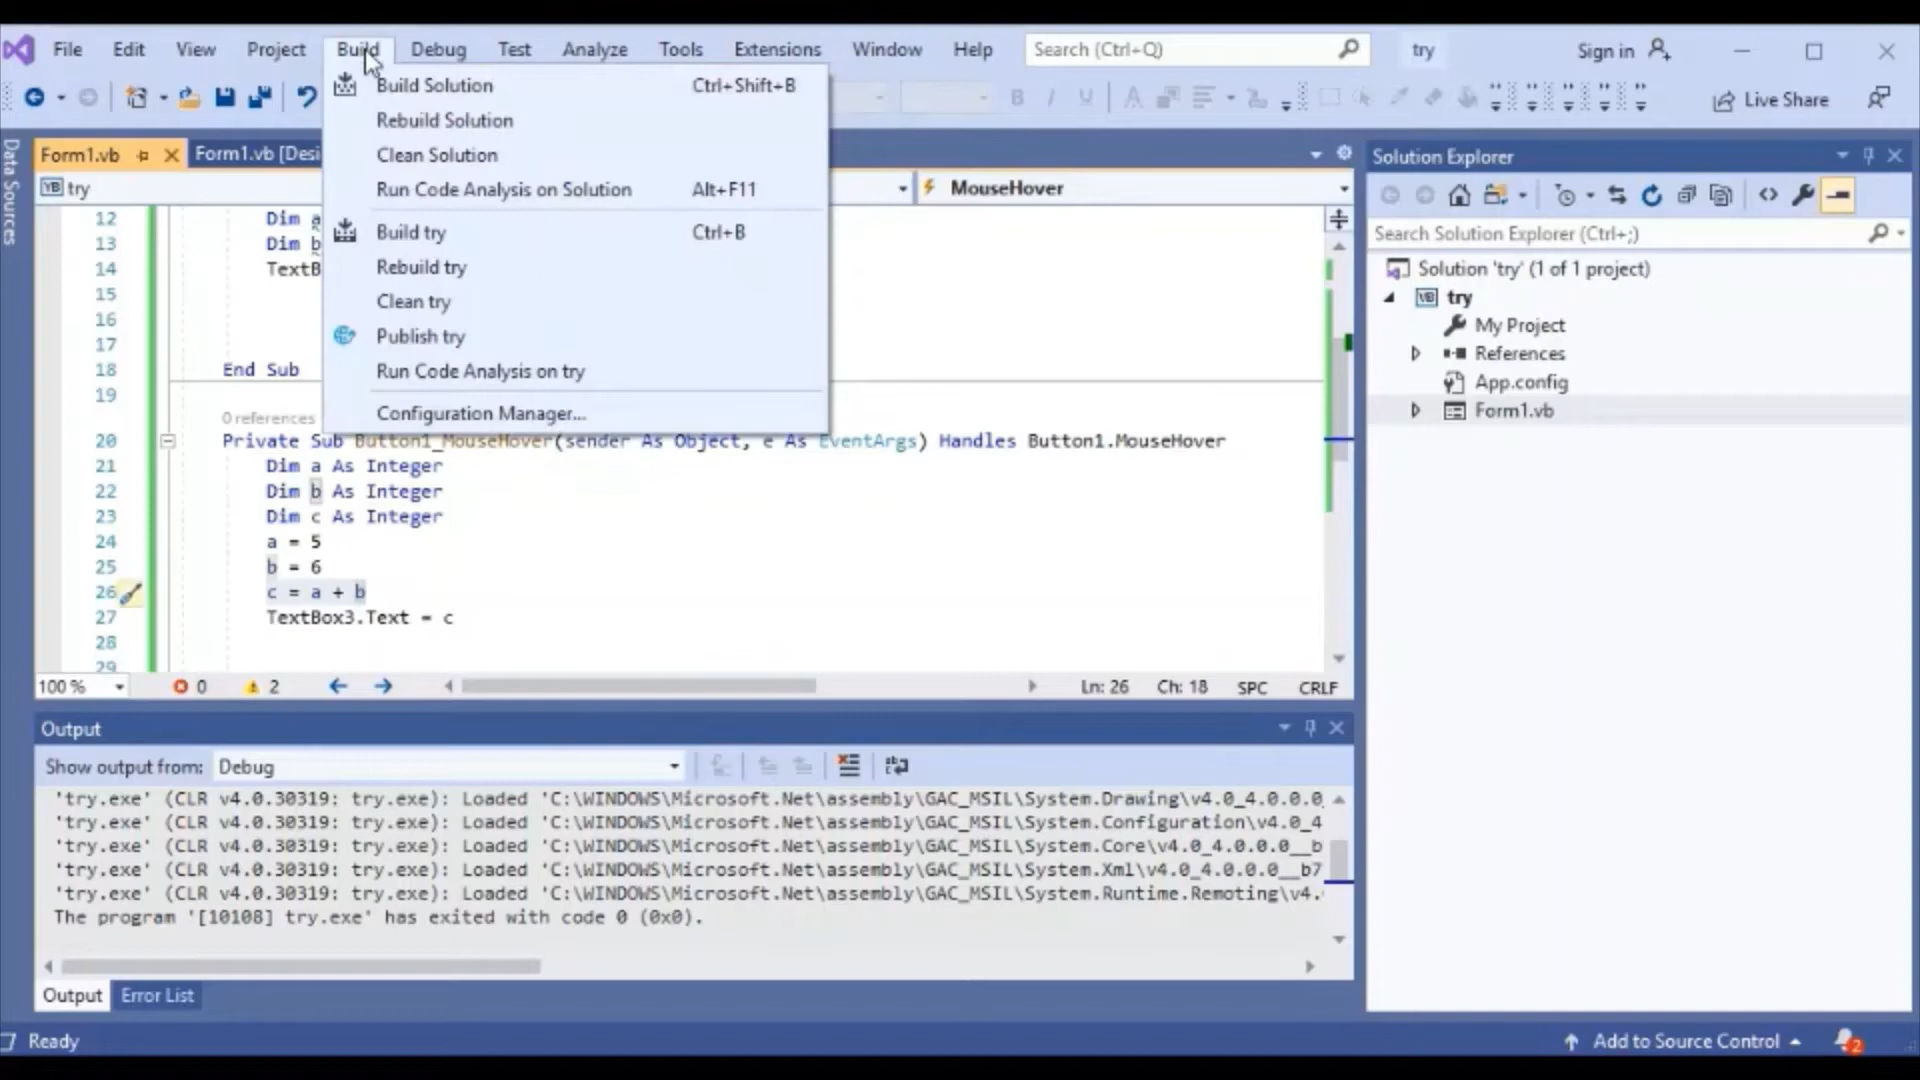 File Edit View Project Build Debug Test Analyze Tools Extensions Window Help Search (Ctrl+Q) try Sign in
Live Share
Build Solution Ctrl+Shift+B
Rebuild Solution
Clean Solution
Run Code Analysis on Solution Alt+F11
Build try Ctrl+B
Rebuild try
Clean try
Publish try
Run Code Analysis on try
Configuration Manager...
Data Sources
Form1.vb Form1.vb [Desi
VB try MouseHover
12 Dim a
13 Dim b
14 TextB
15
16
17
18 End Sub
19
0 references
20 Private Sub Button1_MouseHover(sender As Object, e As EventArgs) Handles Button1.MouseHover
21 Dim a As Integer
22 Dim b As Integer
23 Dim c As Integer
24 a = 5
25 b = 6
26 c = a + b
27 TextBox3.Text = c
28
29
100 % 0 2 Ln: 26 Ch: 18 SPC CRLF
Output
Show output from: Debug
'try.exe' (CLR v4.0.30319: try.exe): Loaded 'C:\WINDOWS\Microsoft.Net\assembly\GAC_MSIL\System.Drawing\v4.0_4.0.0.0_
'try.exe' (CLR v4.0.30319: try.exe): Loaded 'C:\WINDOWS\Microsoft.Net\assembly\GAC_MSIL\System.Configuration\v4.0_4
'try.exe' (CLR v4.0.30319: try.exe): Loaded 'C:\WINDOWS\Microsoft.Net\assembly\GAC_MSIL\System.Core\v4.0_4.0.0.0__b
'try.exe' (CLR v4.0.30319: try.exe): Loaded 'C:\WINDOWS\Microsoft.Net\assembly\GAC_MSIL\System.Xml\v4.0_4.0.0.0__b7
'try.exe' (CLR v4.0.30319: try.exe): Loaded 'C:\WINDOWS\Microsoft.Net\assembly\GAC_MSIL\System.Runtime.Remoting\v4.
The program '[10108] try.exe' has exited with code 0 (0x0).
Output Error List
Ready Add to Source Control 2
Solution Explorer
Search Solution Explorer (Ctrl+;)
Solution 'try' (1 of 1 project)
VB try
My Project
References
App.config
Form1.vb